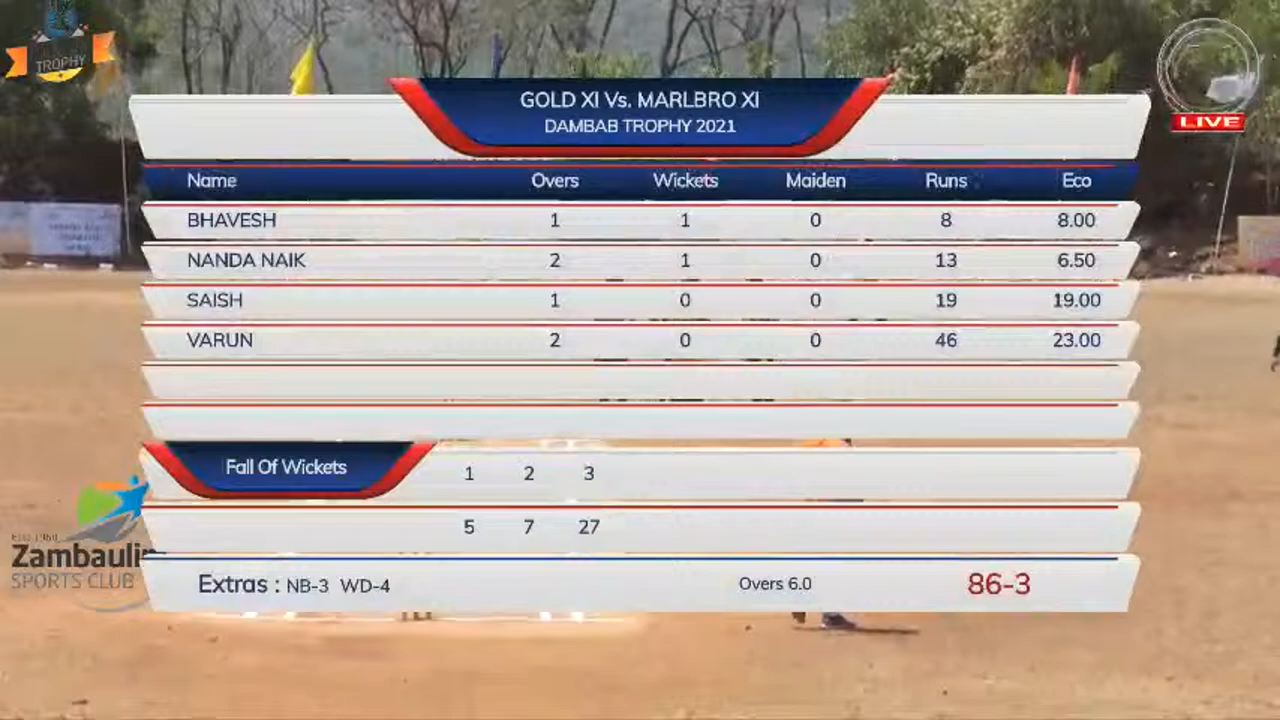 TROPHY
LIVE
GOLD XI Vs. MARLBRO XI
DAMBAB TROPHY 2021
Name Overs Wickets Maiden Runs Eco
BHAVESH 1 1 0 8 8.00
NANDA NAIK 2 1 0 13 6.50
SAISH 1 0 0 19 19.00
VARUN 2 0 0 46 23.00
Fall Of Wickets 1 2 3
5 7 27
Zambaulim
SPORTS CLUB
Extras : NB-3 WD-4 Overs 6.0 86-3